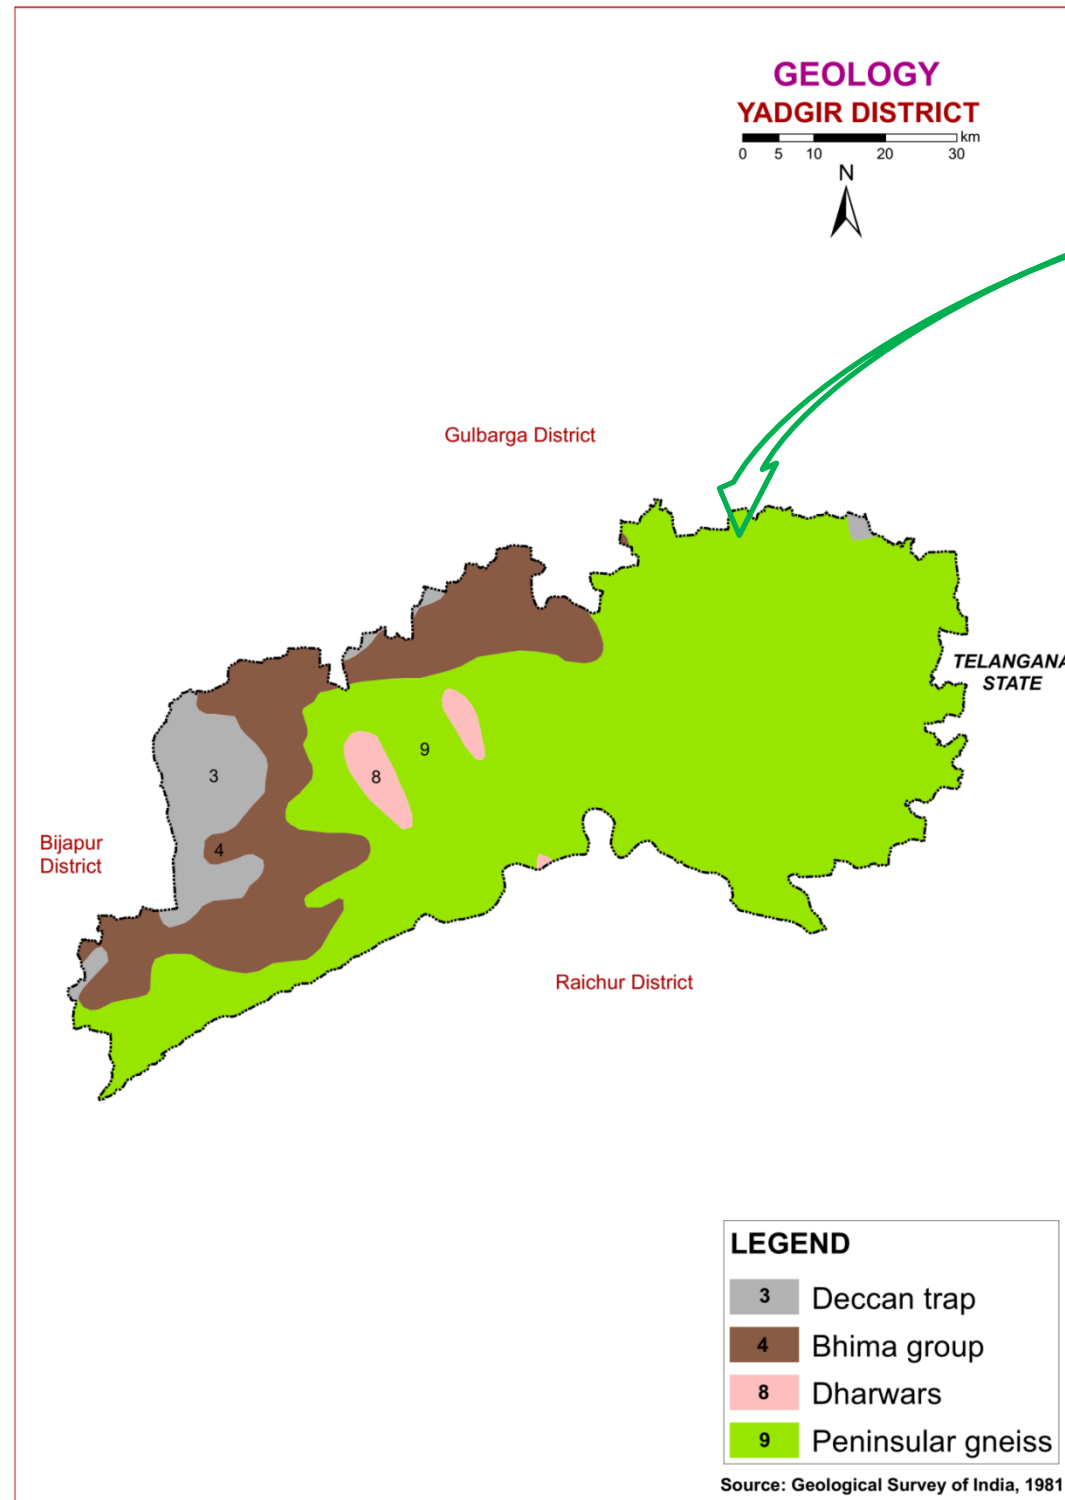 GEOLOGY
YADGIR DISTRICT
km
0 5 10 20 30
N
Gulbarga District
TELANGANA
STATE
9
3
8
4
Bijapur
District
Raichur District
LEGEND
3 Deccan trap
4 Bhima group
8 Dharwars
9 Peninsular gneiss
Source: Geological Survey of India, 1981